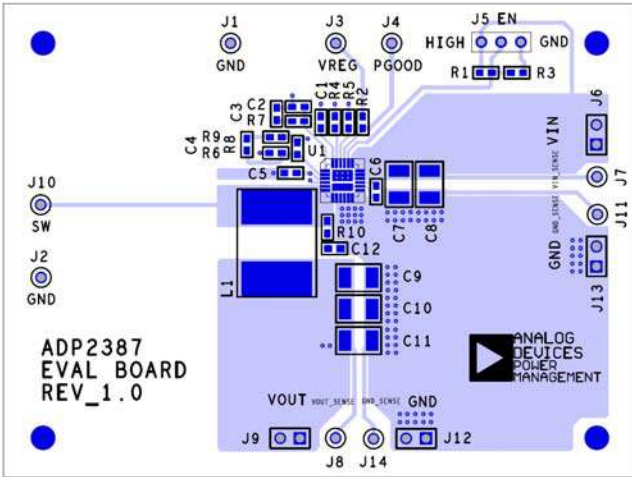 J1
J3
J4
J5 EN
HIGH
GND
GND
VREG
PGOOD
R1
R3
J6
VIN
C3
C2
R7
C1
R4
R5
R2
C4
R9
R8
R6
U1
C5
C6
C7
C8
VIN_SENSE
GND_SENSE
J7
J11
J10
SW
R10
C12
GND
J13
J2
GND
L1
C9
C10
C11
ADP2387
EVAL BOARD
REV_1.0
ANALOG
DEVICES
POWER
MANAGEMENT
VOUT
VOUT_SENSE
GND_SENSE
GND
J9
J8
J14
J12